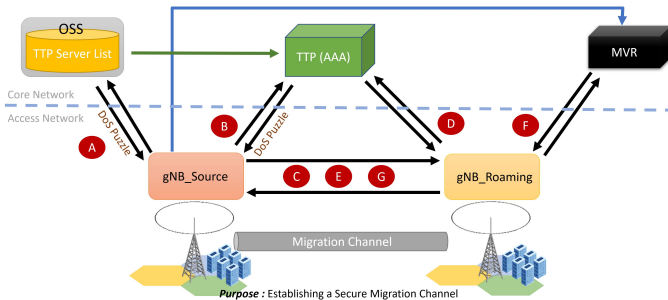 OSS
TTP Server List
TTP (AAA)
MVR
Core Network
Access Network
A
DoS Puzzle
B
DoS Puzzle
D
F
gNB_Source
C E G
gNB_Roaming
Migration Channel
Purpose : Establishing a Secure Migration Channel